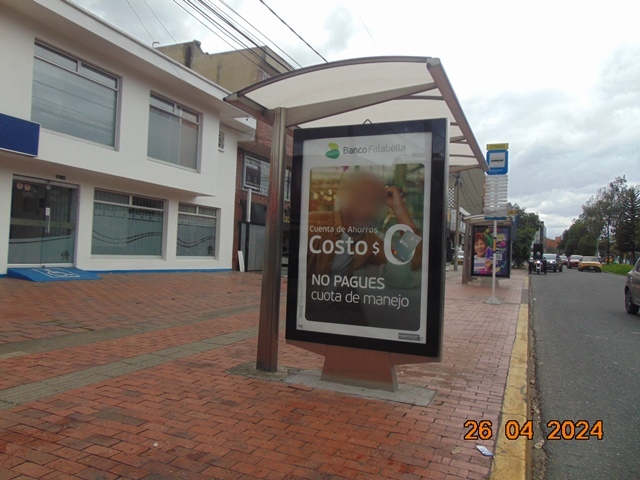 Banco Falabella
Cuenta de Ahorros
Costo $0
NO PAGUES
cuota de manejo
26 04 2024